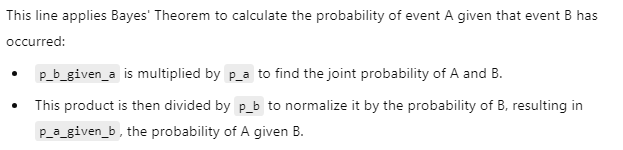 This line applies Bayes' Theorem to calculate the probability of event A given that event B has
occurred:
• p_b_given_a is multiplied by p_a to find the joint probability of A and B.
• This product is then divided by p_b to normalize it by the probability of B, resulting in
p_a_given_b, the probability of A given B.